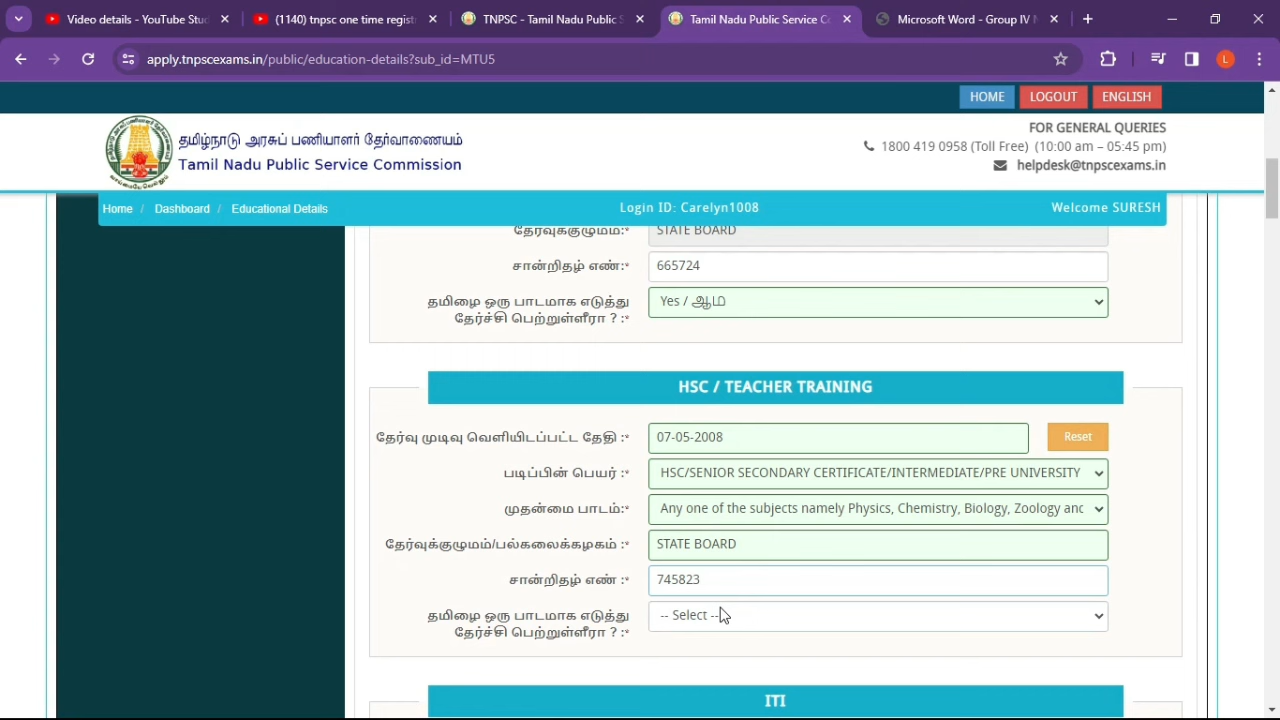 Video details - YouTube Stu
(1140) tnpsc one time regist
TNPSC - Tamil Nadu Public S
Tamil Nadu Public Service Co
Microsoft Word - Group IV N
apply.tnpscexams.in/public/education-details?sub_id=MTU5
L
HOME
LOGOUT
ENGLISH
தமிழ்நாடு அரசுப் பணியாளர் தேர்வாணையம்
Tamil Nadu Public Service Commission
FOR GENERAL QUERIES
1800 419 0958 (Toll Free) (10:00 am – 05:45 pm)
helpdesk@tnpscexams.in
Home / Dashboard / Educational Details
Login ID: Carelyn1008
Welcome SURESH
தேர்வுக்குழுமம்:* STATE BOARD
சான்றிதழ் எண்:* 665724
தமிழை ஒரு பாடமாக எடுத்து Yes / ஆம்
தேர்ச்சி பெற்றுள்ளீரா ? :*
HSC / TEACHER TRAINING
தேர்வு முடிவு வெளியிடப்பட்ட தேதி :* 07-05-2008 Reset
படிப்பின் பெயர் :* HSC/SENIOR SECONDARY CERTIFICATE/INTERMEDIATE/PRE UNIVERSITY
முதன்மை பாடம்:* Any one of the subjects namely Physics, Chemistry, Biology, Zoology anc
தேர்வுக்குழுமம்/பல்கலைக்கழகம் :* STATE BOARD
சான்றிதழ் எண் :* 745823
தமிழை ஒரு பாடமாக எடுத்து -- Select --
தேர்ச்சி பெற்றுள்ளீரா ? :*
ITI